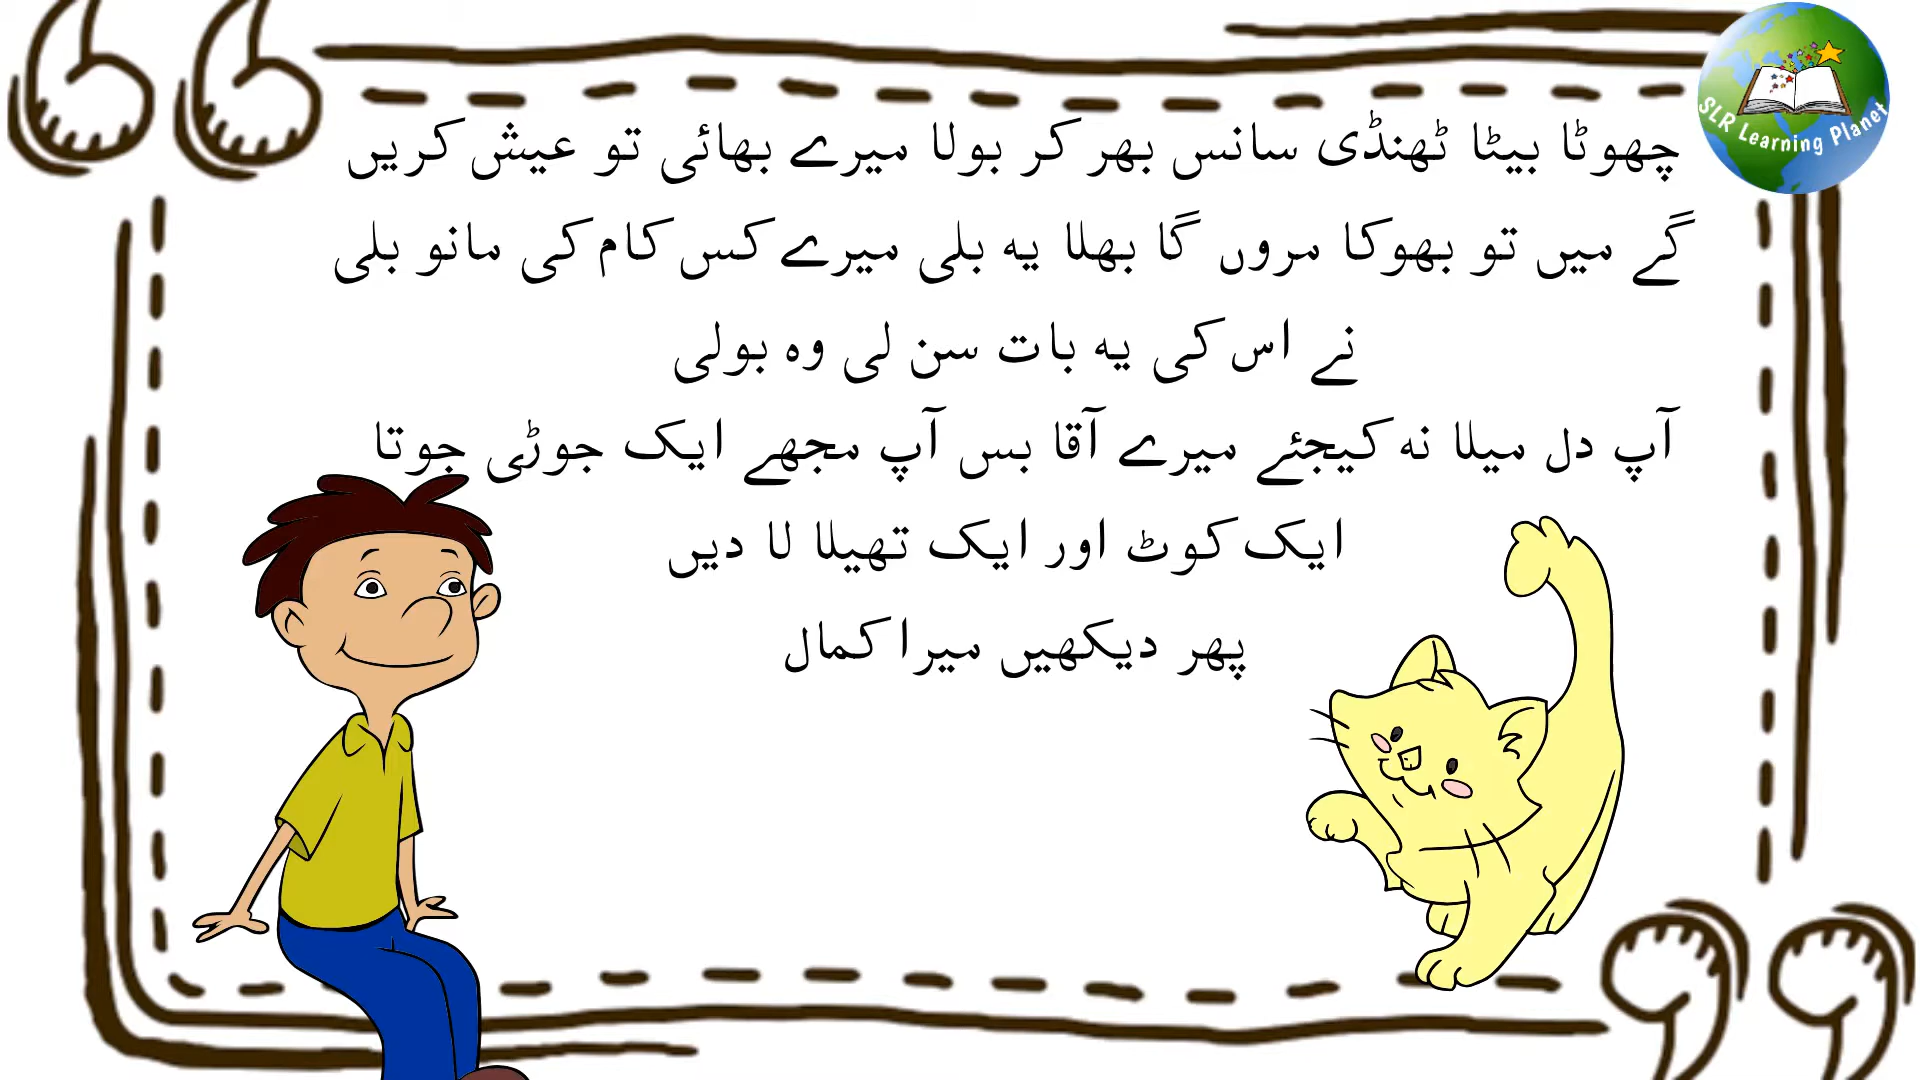 چھوٹا بیٹا ٹھنڈی سانس بھر کر بولا میرے بھائی تو عیش کریں
گے میں تو بھوکا مروں گا بھلا یہ بلی میرے کس کام کی مانو بلی
نے اس کی یہ بات سن لی وہ بولی
آپ دل میلا نہ کیجئے میرے آقا بس آپ مجھے ایک جوڑی جوتا
ایک کوٹ اور ایک تھیلا لا دیں
پھر دیکھیں میرا کمال
SLR Learning Planet